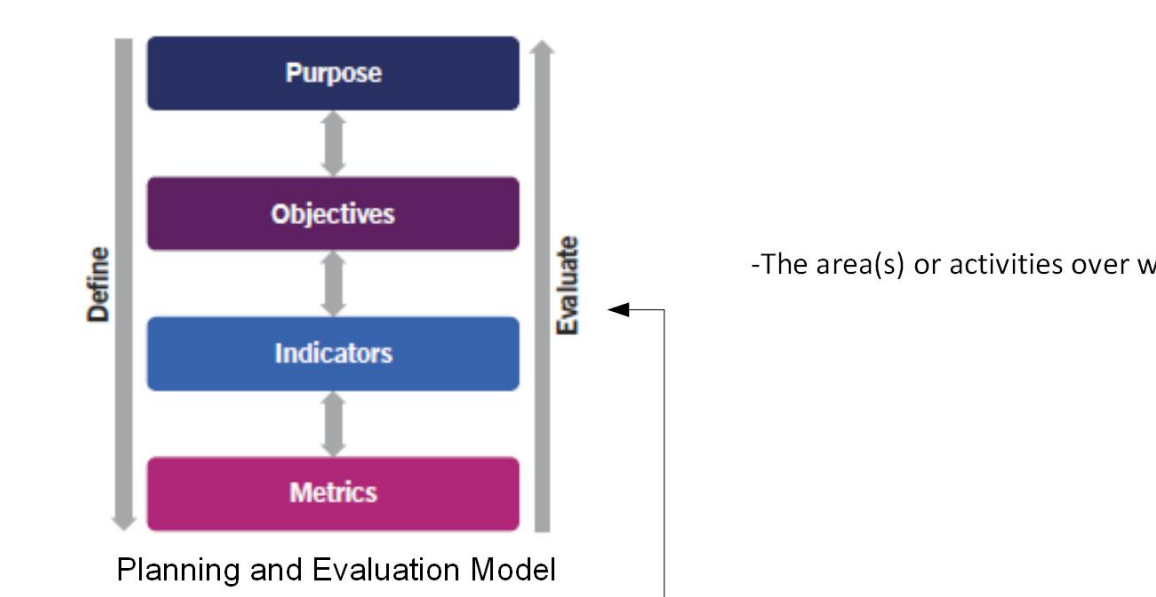 Purpose
Objectives
Define
Evaluate
-The area(s) or activities over
Indicators
Metrics
Planning and Evaluation Model